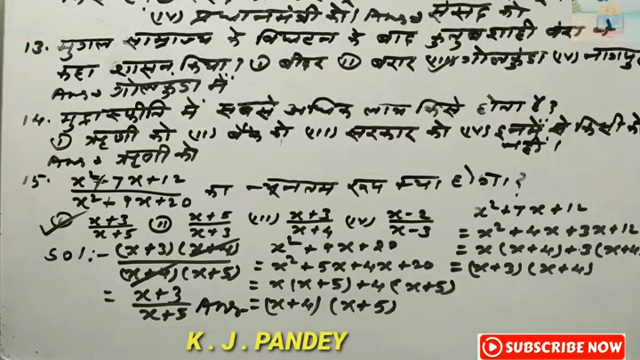 (iv) प्रधानमंत्री को। Ans → संसद को
13. मुगल साम्राज्य के विघटन के बाद कुतुबशाही वंश ने
कहा शासन किया? (i) बीदर (ii) बरार (iii) गोलकुंडा (iv) नागपुर
Ans → गोलकुंडा में
14. मुद्रास्फीति में सबसे अधिक लाभ किसे होता है?
(i) ऋणी को (ii) बैंक को (iii) सरकार को (iv) इनमें से किसी को
नहीं।
Ans → ऋणी को
15. x²+7x+12 / x²+9x+20 का न्यूनतम रूप क्या होगा?
(i) x+3/x+5 (ii) x+5/x+3 (iii) x+3/x+4 (iv) x-2/x-3
Sol:- (x+3)(x+4) / (x+4)(x+5)
= x+3/x+5 Ans
x²+9x+20
= x²+5x+4x+20
= x(x+5)+4(x+5)
= (x+4)(x+5)
x²+7x+12
= x²+4x+3x+12
= x(x+4)+3(x+4)
= (x+3)(x+4)
K . J . PANDEY
SUBSCRIBE NOW